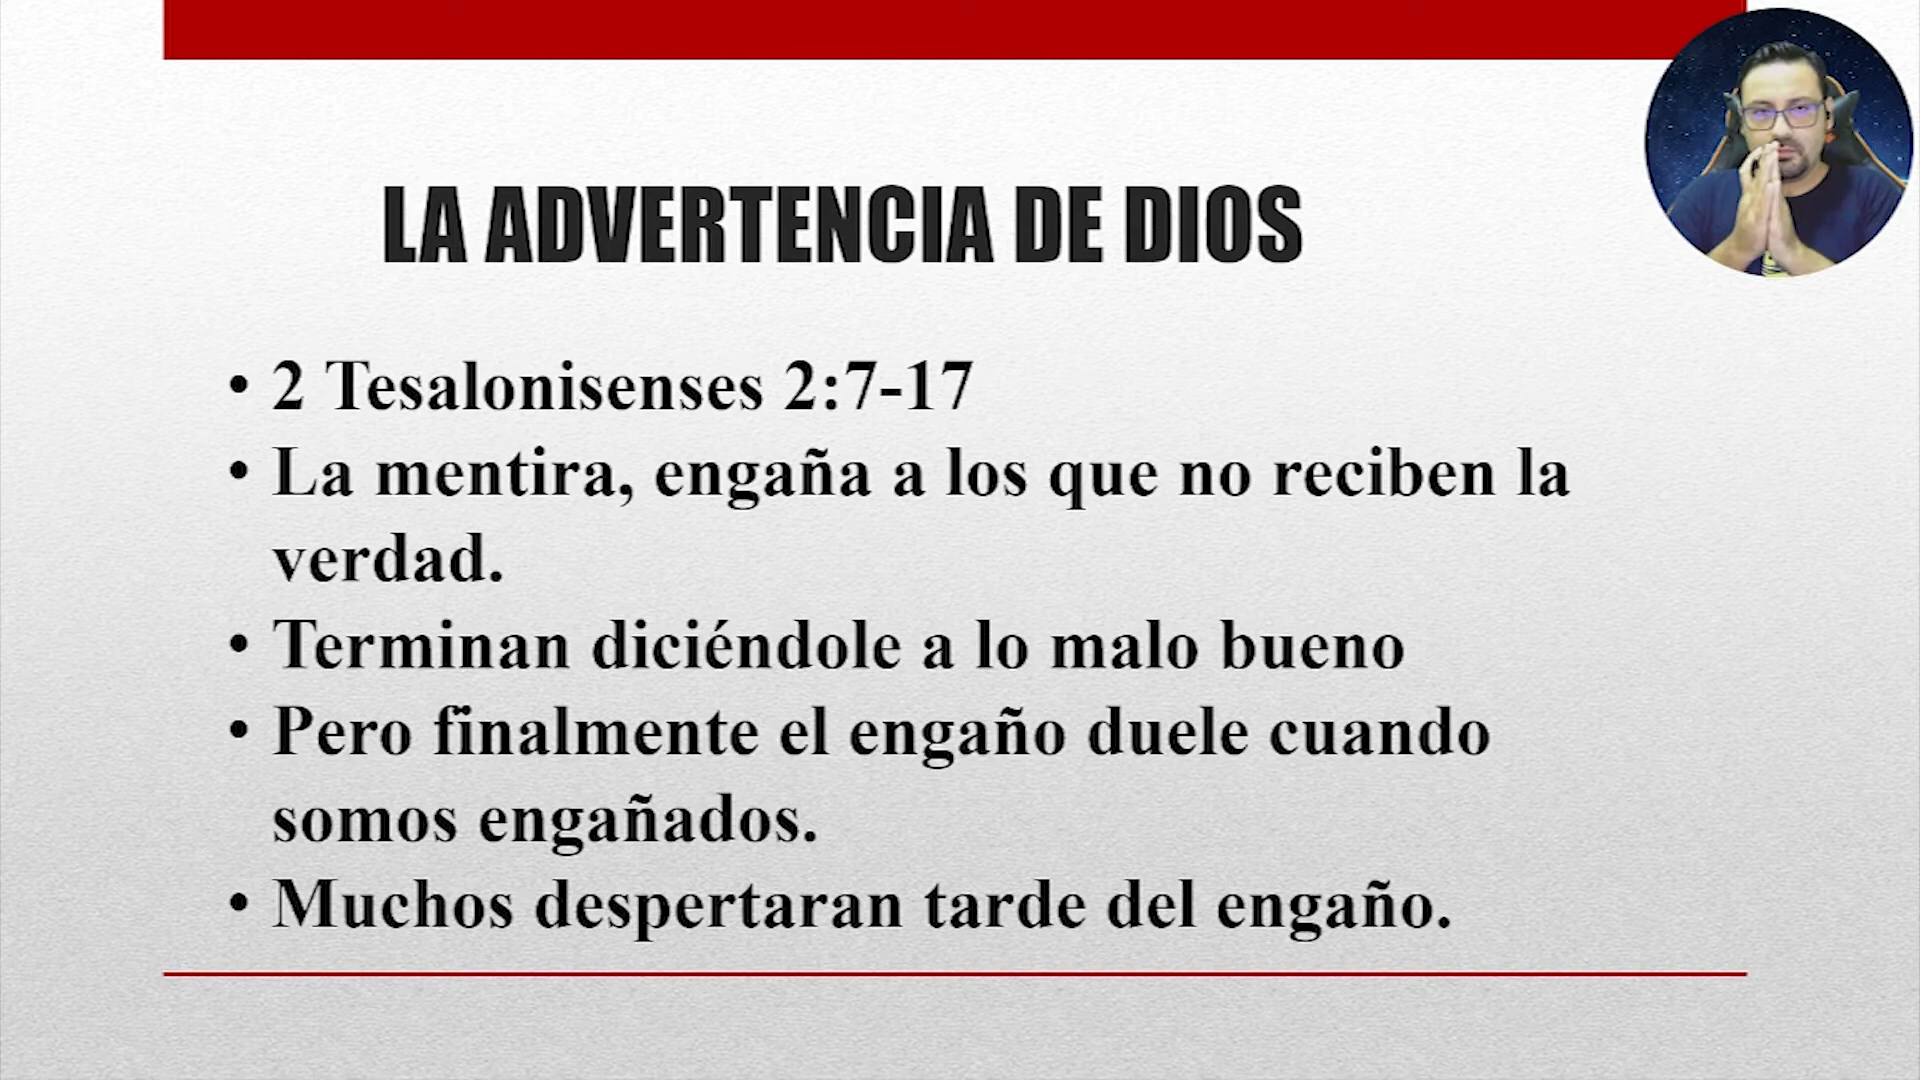 LA ADVERTENCIA DE DIOS
• 2 Tesalonisenses 2:7-17
• La mentira, engaña a los que no reciben la
verdad.
• Terminan diciéndole a lo malo bueno
• Pero finalmente el engaño duele cuando
somos engañados.
• Muchos despertaran tarde del engaño.